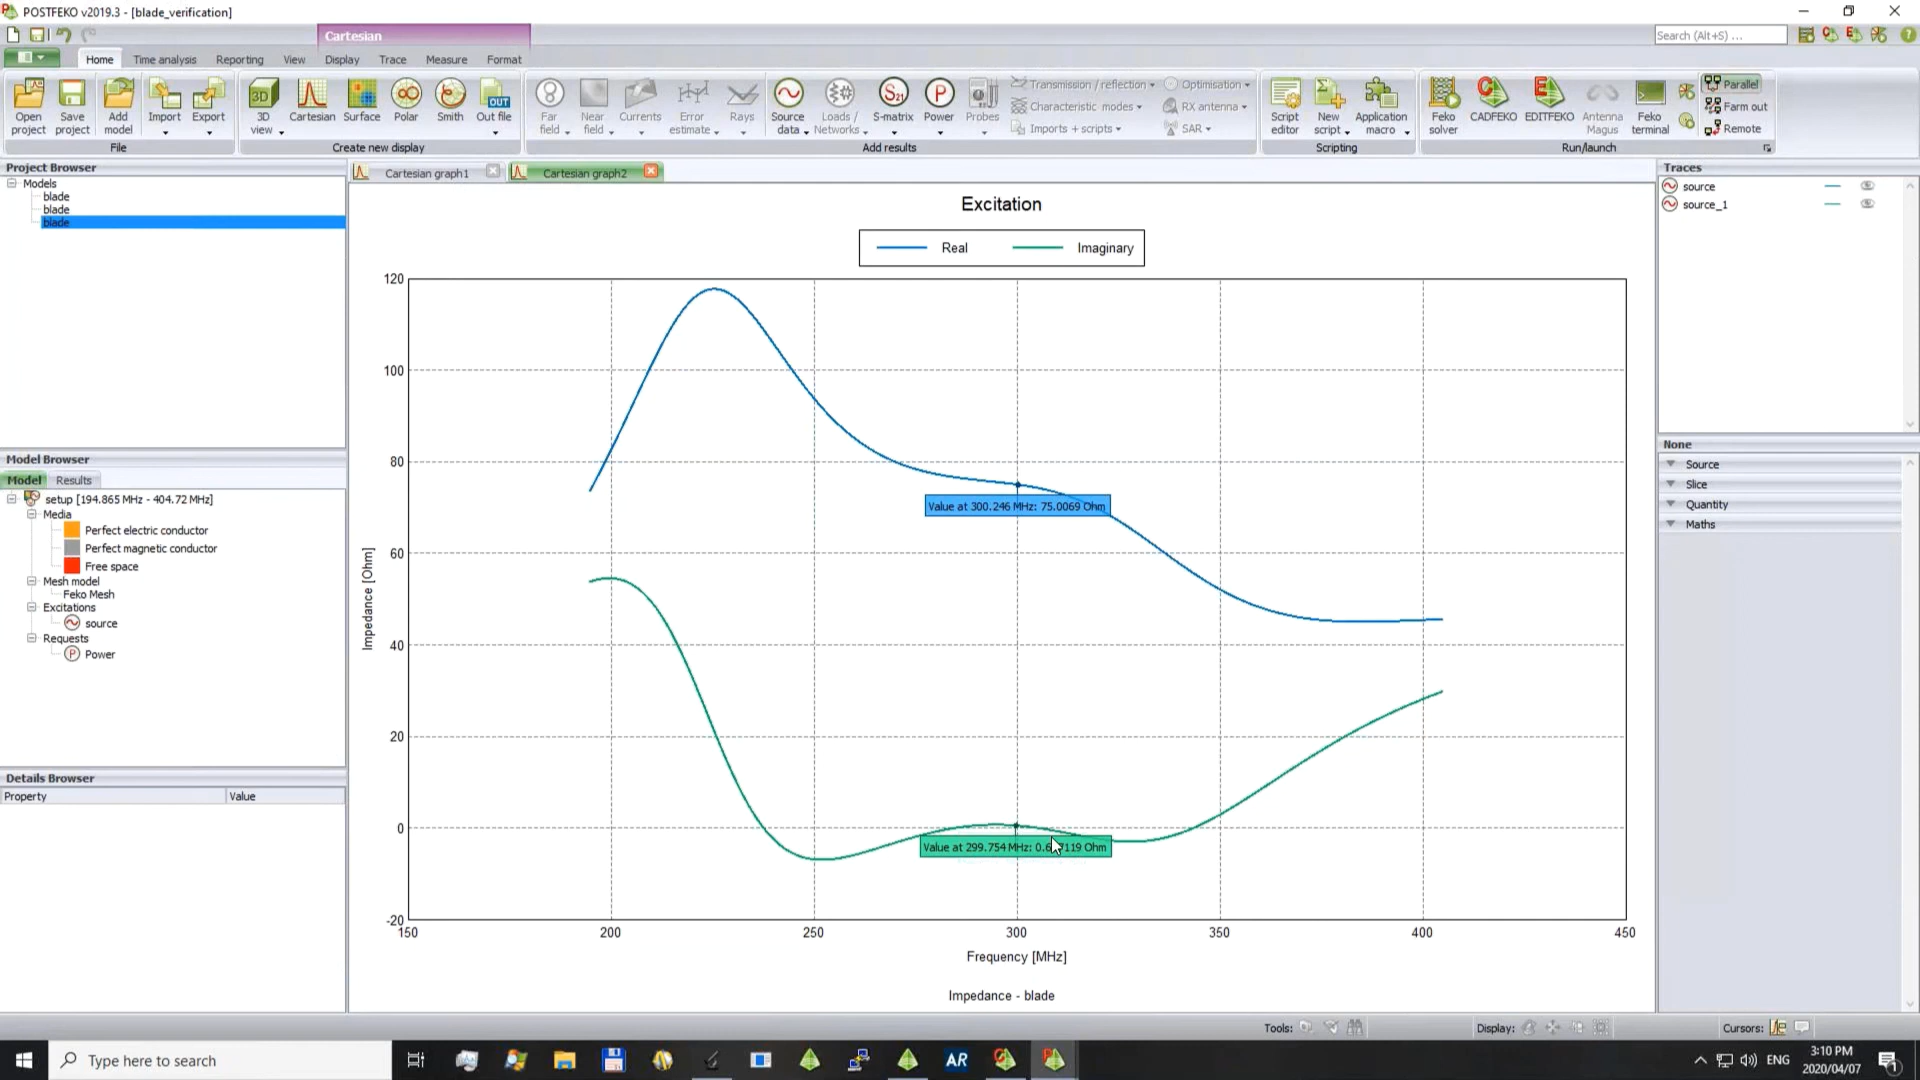 POSTFEKO v2019.3 - [blade_verification]
Cartesian
Search (Alt+S) ...
Home Time analysis Reporting View Display Trace Measure Format
Open project
Save project
Add model
Import
Export
3D view
Cartesian
Surface
Polar
Smith
Out file
Far field
Near field
Currents
Error estimate
Rays
Source data
Loads / Networks
S-matrix
Power
Probes
Transmission / reflection
Characteristic modes
Imports + scripts
Optimisation
RX antenna
SAR
Script editor
New script
Application macro
Feko solver
CADFEKO
EDITFEKO
Antenna Magus
Feko terminal
Parallel
Farm out
Remote
File
Create new display
Add results
Scripting
Run/launch
Project Browser
Models
blade
blade
blade
Model Browser
Model Results
setup [194.865 MHz - 404.72 MHz]
Media
Perfect electric conductor
Perfect magnetic conductor
Free space
Mesh model
Feko Mesh
Excitations
source
Requests
Power
Details Browser
Property Value
Cartesian graph1
Cartesian graph2
Excitation
Real Imaginary
120
100
80
60
40
20
0
-20
Impedance [Ohm]
Value at 300.246 MHz: 75.0069 Ohm
150 200 250 300 350 400 450
Frequency [MHz]
Impedance - blade
Traces
source
source_1
None
Source
Slice
Quantity
Maths
Tools:
Display:
Cursors:
Type here to search
AR
ENG
3:10 PM
2020/04/07